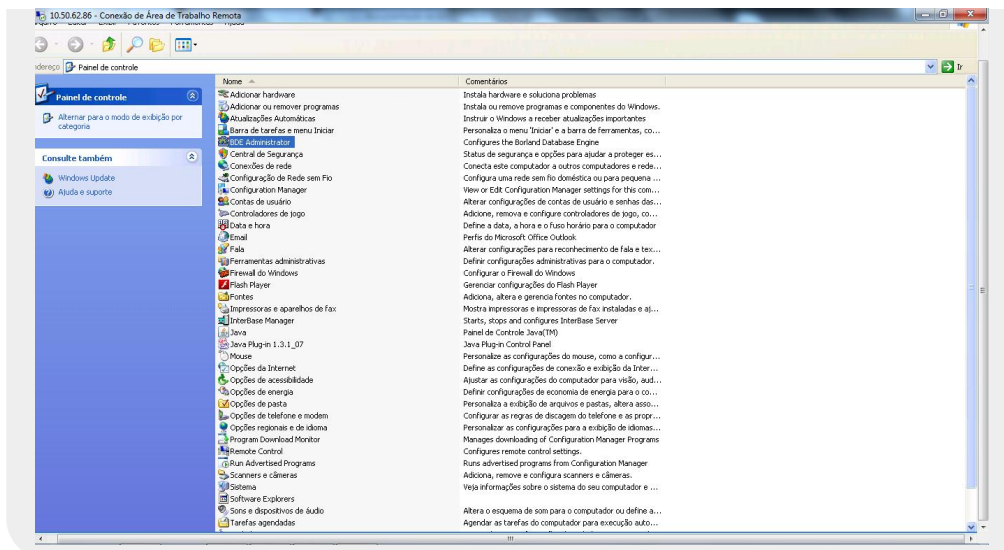 10.50.62.86 - Conexão de Área de Trabalho Remota
Painel de controle
Ir
Nome
Comentários
Painel de controle
Alternar para o modo de exibição por
categoria
Consulte também
Windows Update
Ajuda e suporte
Adicionar hardware Instala hardware e soluciona problemas
Adicionar ou remover programas Instala ou remove programas e componentes do Windows.
Atualizações Automáticas Instruir o Windows a receber atualizações importantes
Barra de tarefas e menu Iniciar Personaliza o menu 'Iniciar' e a barra de ferramentas, co...
BDE Administrator Configures the Borland Database Engine
Central de Segurança Status de segurança e opções para ajudar a proteger es...
Conexões de rede Conecta este computador a outros computadores e rede...
Configuração de Rede sem Fio Configura uma rede sem fio doméstica ou para pequena ...
Configuration Manager View or Edit Configuration Manager settings for this com...
Contas de usuário Alterar configurações de contas de usuário e senhas das...
Controladores de jogo Adicione, remova e configure controladores de jogo, co...
Data e hora Define a data, a hora e o fuso horário para o computador
Email Perfis do Microsoft Office Outlook
Fala Alterar configurações para reconhecimento de fala e tex...
Ferramentas administrativas Definir configurações administrativas para o computador.
Firewall do Windows Configurar o Firewall do Windows
Flash Player Gerenciar configurações do Flash Player
Fontes Adiciona, altera e gerencia fontes no computador.
Impressoras e aparelhos de fax Mostra impressoras e impressoras de fax instaladas e aj...
InterBase Manager Starts, stops and configures InterBase Server
Java Painel de Controle Java(TM)
Java Plug-in 1.3.1_07 Java Plug-in Control Panel
Mouse Personalize as configurações do mouse, como a configur...
Opções da Internet Define as configurações de conexão e exibição da Inter...
Opções de acessibilidade Ajustar as configurações do computador para visão, aud...
Opções de energia Definir configurações de economia de energia para o co...
Opções de pasta Personaliza a exibição de arquivos e pastas, altera asso...
Opções de telefone e modem Configurar as regras de discagem do telefone e as propr...
Opções regionais e de idioma Personalizar as configurações para a exibição de idiomas...
Program Download Monitor Manages downloading of Configuration Manager Programs
Remote Control Configures remote control settings.
Run Advertised Programs Runs advertised programs from Configuration Manager
Scanners e câmeras Adiciona, remove e configura scanners e câmeras.
Sistema Veja informações sobre o sistema do seu computador e ...
Software Explorers
Sons e dispositivos de áudio Altera o esquema de som para o computador ou define a...
Tarefas agendadas Agendar as tarefas do computador para execução auto...